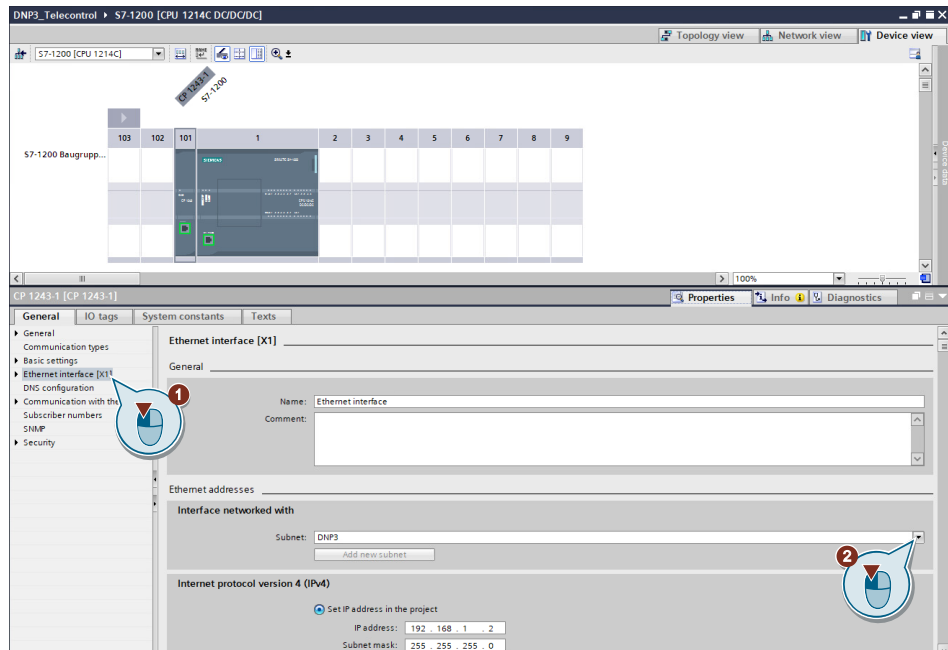 DNP3_Telecontrol ▸ S7-1200 [CPU 1214C DC/DC/DC]
Topology view Network view Device view
S7-1200 [CPU 1214C]
CP 1243-1
S7-1200
103 102 101 1 2 3 4 5 6 7 8 9
S7-1200 Baugrupp...
SIEMENS
Device data
100%
CP 1243-1 [CP 1243-1]
Properties Info Diagnostics
General IO tags System constants Texts
General
Communication types
Basic settings
Ethernet interface [X1]
DNS configuration
Communication with the
Subscriber numbers
SNMP
Security
1
Ethernet interface [X1]
General
Name: Ethernet interface
Comment:
Ethernet addresses
Interface networked with
Subnet: DNP3
Add new subnet
2
Internet protocol version 4 (IPv4)
Set IP address in the project
IP address: 192 . 168 . 1 . 2
Subnet mask: 255 . 255 . 255 . 0